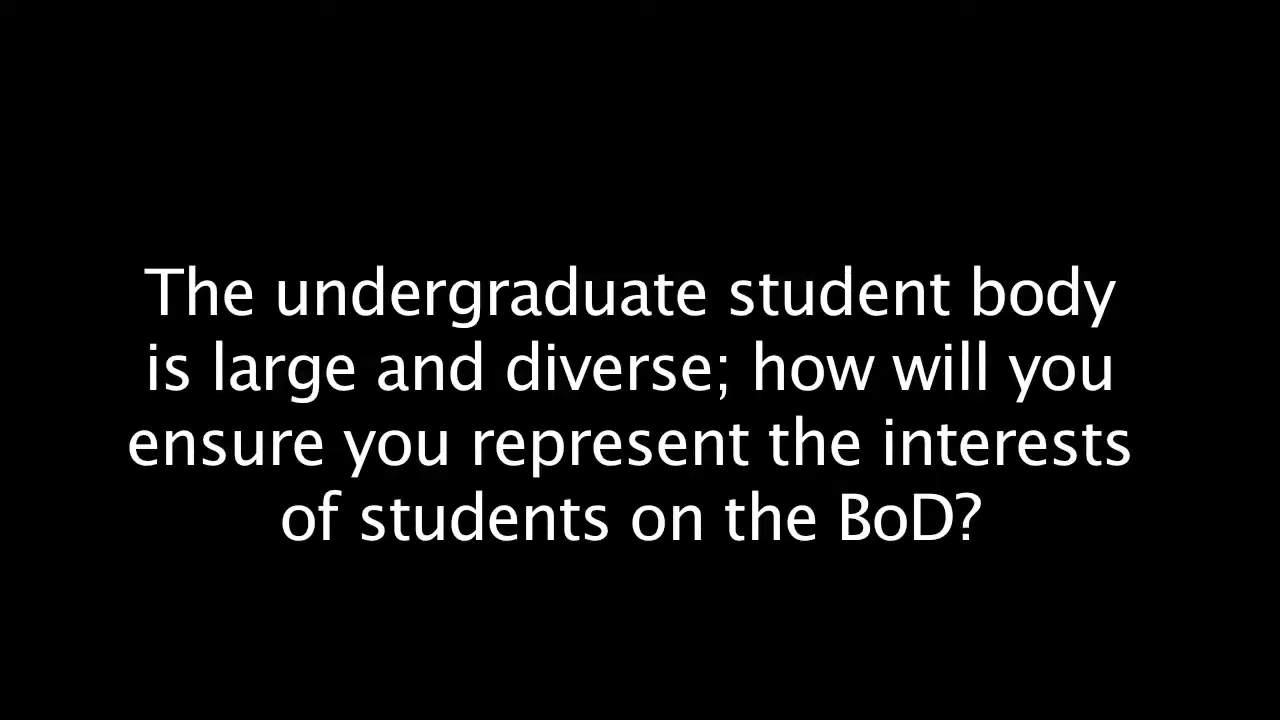 The undergraduate student body
is large and diverse; how will you
ensure you represent the interests
of students on the BoD?